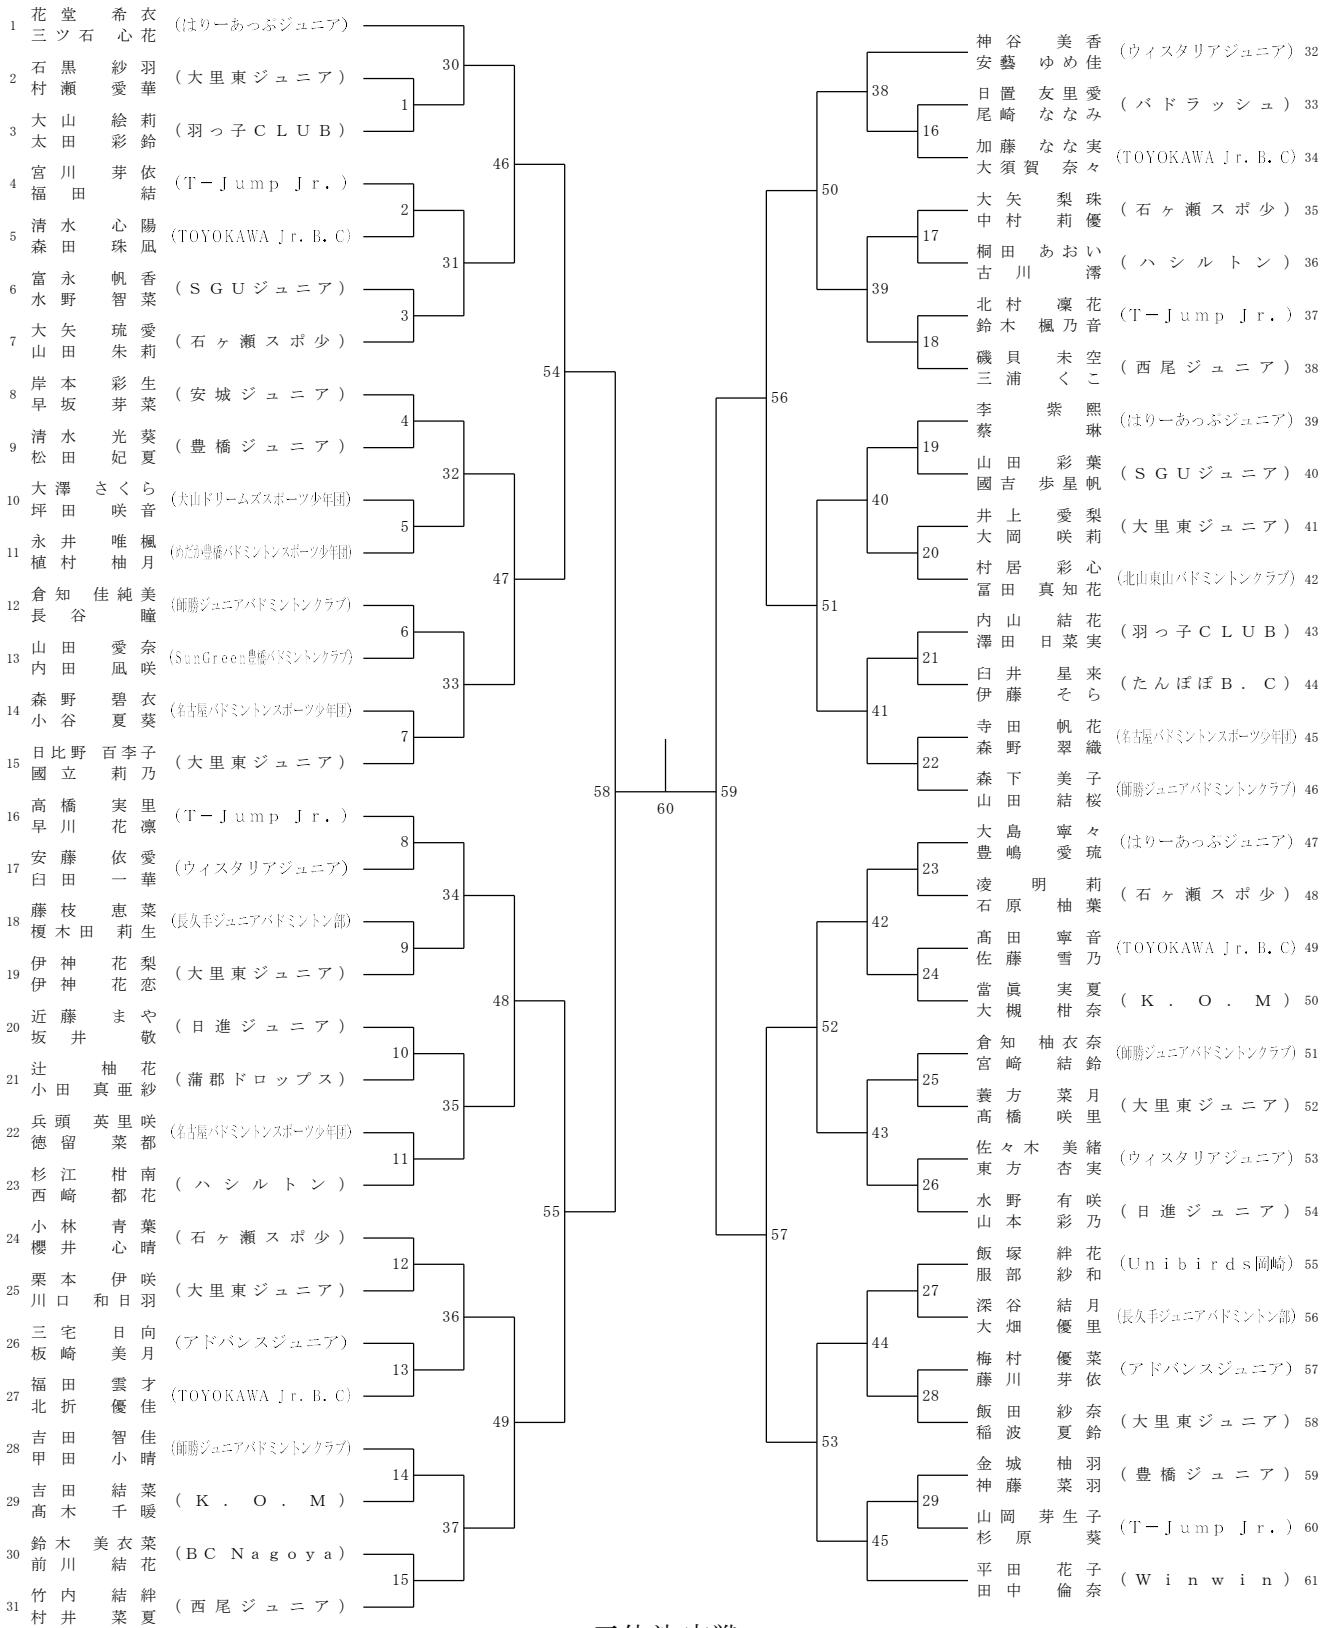 1 花堂 希衣 (はりーあっぷジュニア)
三ツ石 心花
2 石黒 紗羽 (大里東ジュニア)
村瀬 愛華
3 大山 絵莉 (羽っ子CLUB)
太田 彩鈴
4 宮川 芽依 (T-Jump Jr.)
福田 結
5 清水 心陽 (TOYOKAWA Jr.B.C)
森田 珠凪
6 富永 帆香 (SGUジュニア)
水野 智菜
7 大矢 琉愛 (石ヶ瀬スポ少)
山田 朱莉
8 岸本 彩生 (安城ジュニア)
早坂 芽菜
9 清水 光葵 (豊橋ジュニア)
松田 妃夏
10 大澤 さくら (犬山ドリームズスポーツ少年団)
坪田 咲音
11 永井 唯楓 (めだか豊橋バドミントンスポーツ少年団)
植村 柚月
12 倉知 佳純美 (師勝ジュニアバドミントンクラブ)
長谷 瞳
13 山田 愛奈 (SunGreen豊橋バドミントンクラブ)
内田 凪咲
14 森野 碧衣 (名古屋バドミントンスポーツ少年団)
小谷 夏葵
15 日比野 百李子 (大里東ジュニア)
國立 莉乃
16 高橋 実里 (T-Jump Jr.)
早川 花凛
17 安藤 依愛 (ウィスタリアジュニア)
臼田 一華
18 藤枝 恵菜 (長久手ジュニアバドミントン部)
榎木田 莉生
19 伊神 花梨 (大里東ジュニア)
伊神 花恋
20 近藤 まや (日進ジュニア)
坂井 敬
21 辻 柚花 (蒲郡ドロップス)
小田 真亜紗
22 兵頭 英里咲 (名古屋バドミントンスポーツ少年団)
徳留 菜都
23 杉江 柑南 (ハシルトン)
西﨑 都花
24 小林 青葉 (石ヶ瀬スポ少)
櫻井 心晴
25 栗本 伊咲 (大里東ジュニア)
川口 和日羽
26 三宅 日向 (アドバンスジュニア)
板崎 美月
27 福田 雲才 (TOYOKAWA Jr.B.C)
北折 優佳
28 吉田 智佳 (師勝ジュニアバドミントンクラブ)
甲田 小晴
29 吉田 結菜 (K.O.M)
髙木 千暖
30 鈴木 美衣菜 (BC Nagoya)
前川 結花
31 竹内 結絆 (西尾ジュニア)
村井 菜夏
1
2
3
4
5
6
7
8
9
10
11
12
13
14
15
30
31
32
33
34
35
36
37
46
47
48
49
54
55
58
60
59
56
57
50
51
52
53
38
39
40
41
42
43
44
45
16
17
18
19
20
21
22
23
24
25
26
27
28
29
神谷 美香 (ウィスタリアジュニア) 32
安藝 ゆめ佳
日置 友里愛 (バドラッシュ) 33
尾崎 ななみ
加藤 なな実 (TOYOKAWA Jr.B.C) 34
大須賀 奈々
大矢 梨珠 (石ヶ瀬スポ少) 35
中村 莉優
桐田 あおい (ハシルトン) 36
古川 澪
北村 凜花 (T-Jump Jr.) 37
鈴木 楓乃音
磯貝 未空 (西尾ジュニア) 38
三浦 くこ
李 紫熙 (はりーあっぷジュニア) 39
蔡 琳
山田 彩葉 (SGUジュニア) 40
國吉 歩星帆
井上 愛梨 (大里東ジュニア) 41
大岡 咲莉
村居 彩心 (北山東山バドミントンクラブ) 42
冨田 真知花
内山 結花 (羽っ子CLUB) 43
澤田 日菜実
臼井 星来 (たんぽぽB.C) 44
伊藤 そら
寺田 帆花 (名古屋バドミントンスポーツ少年団) 45
森野 翠織
森下 美子 (師勝ジュニアバドミントンクラブ) 46
山田 結桜
大島 寧々 (はりーあっぷジュニア) 47
豊嶋 愛琉
凌 明莉 (石ヶ瀬スポ少) 48
石原 柚葉
髙田 寧音 (TOYOKAWA Jr.B.C) 49
佐藤 雪乃
當眞 実夏 (K.O.M) 50
大槻 柑奈
倉知 柚衣奈 (師勝ジュニアバドミントンクラブ) 51
宮﨑 結鈴
蓑方 菜月 (大里東ジュニア) 52
髙橋 咲里
佐々木 美緒 (ウィスタリアジュニア) 53
東方 杏実
水野 有咲 (日進ジュニア) 54
山本 彩乃
飯塚 絆花 (Unibirds岡崎) 55
服部 紗和
深谷 結月 (長久手ジュニアバドミントン部) 56
大畑 優里
梅村 優菜 (アドバンスジュニア) 57
藤川 芽依
飯田 紗奈 (大里東ジュニア) 58
稲波 夏鈴
金城 柚羽 (豊橋ジュニア) 59
神藤 菜羽
山岡 芽生子 (T-Jump Jr.) 60
杉原 葵
平田 花子 (Winwin) 61
田中 倫奈